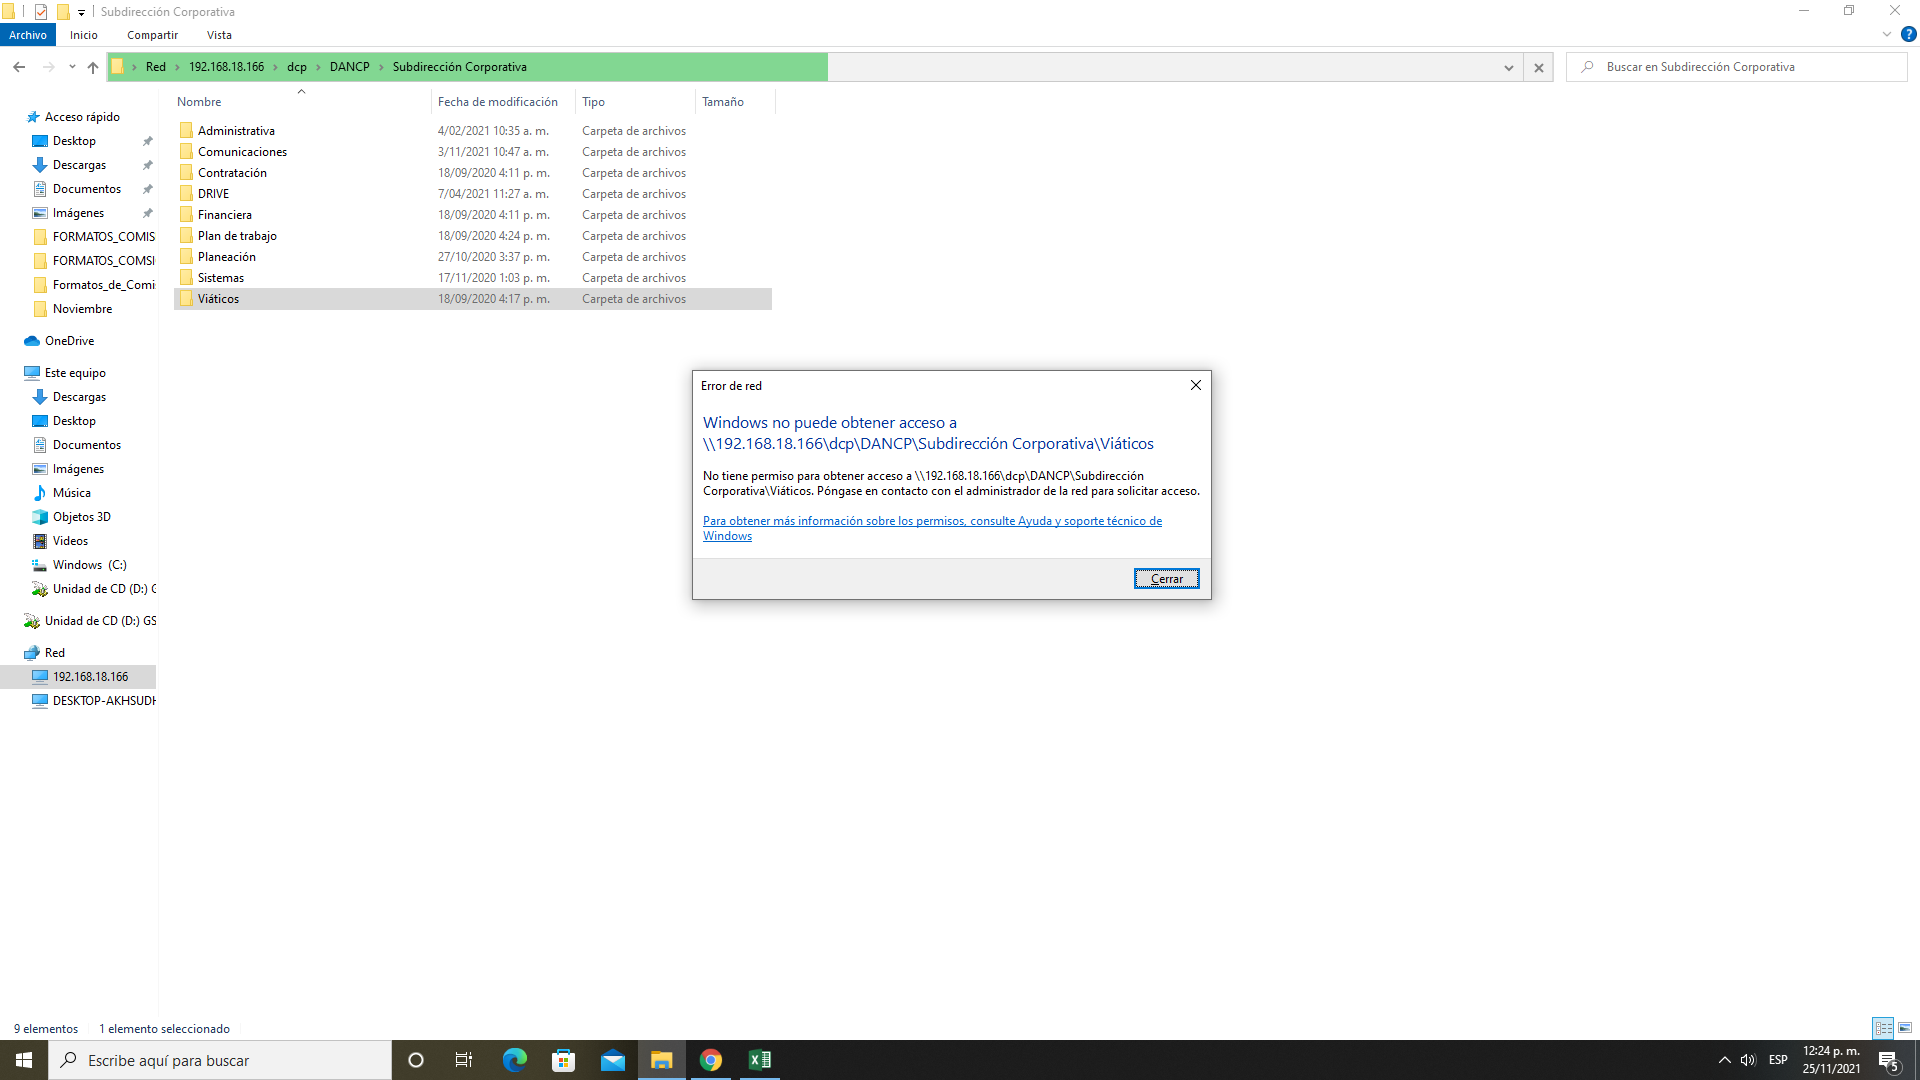 Subdirección Corporativa
Archivo Inicio Compartir Vista
Red 192.168.18.166 dcp DANCP Subdirección Corporativa
Buscar en Subdirección Corporativa
Acceso rápido
Desktop
Descargas
Documentos
Imágenes
FORMATOS_COMIS
FORMATOS_COMSI
Formatos_de_Comi
Noviembre
OneDrive
Este equipo
Descargas
Desktop
Documentos
Imágenes
Música
Objetos 3D
Videos
Windows (C:)
Unidad de CD (D:) G
Unidad de CD (D:) GS
Red
192.168.18.166
DESKTOP-AKHSUDH
Nombre Fecha de modificación Tipo Tamaño
Administrativa 4/02/2021 10:35 a. m. Carpeta de archivos
Comunicaciones 3/11/2021 10:47 a. m. Carpeta de archivos
Contratación 18/09/2020 4:11 p. m. Carpeta de archivos
DRIVE 7/04/2021 11:27 a. m. Carpeta de archivos
Financiera 18/09/2020 4:11 p. m. Carpeta de archivos
Plan de trabajo 18/09/2020 4:24 p. m. Carpeta de archivos
Planeación 27/10/2020 3:37 p. m. Carpeta de archivos
Sistemas 17/11/2020 1:03 p. m. Carpeta de archivos
Viáticos 18/09/2020 4:17 p. m. Carpeta de archivos
Error de red
Windows no puede obtener acceso a
\\192.168.18.166\dcp\DANCP\Subdirección Corporativa\Viáticos
No tiene permiso para obtener acceso a \\192.168.18.166\dcp\DANCP\Subdirección
Corporativa\Viáticos. Póngase en contacto con el administrador de la red para solicitar acceso.
Para obtener más información sobre los permisos, consulte Ayuda y soporte técnico de
Windows
Cerrar
9 elementos 1 elemento seleccionado
Escribe aquí para buscar
ESP
12:24 p. m.
25/11/2021
5